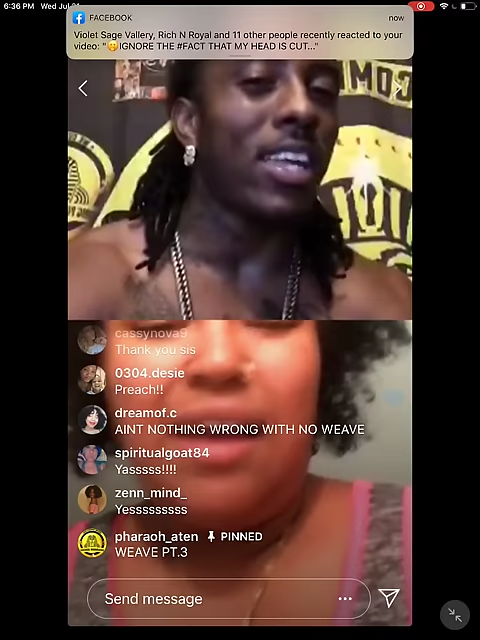 6:36 PM Wed Jul
FACEBOOK
now
Violet Sage Vallery, Rich N Royal and 11 other people recently reacted to your
video: "🤫IGNORE THE #FACT THAT MY HEAD IS CUT..."
cassynova9
Thank you sis
0304.desie
Preach!!
dreamof.c
AINT NOTHING WRONG WITH NO WEAVE
spiritualgoat84
Yasssss!!!!
zenn_mind_
Yesssssssss
pharaoh_aten PINNED
WEAVE PT.3
Send message